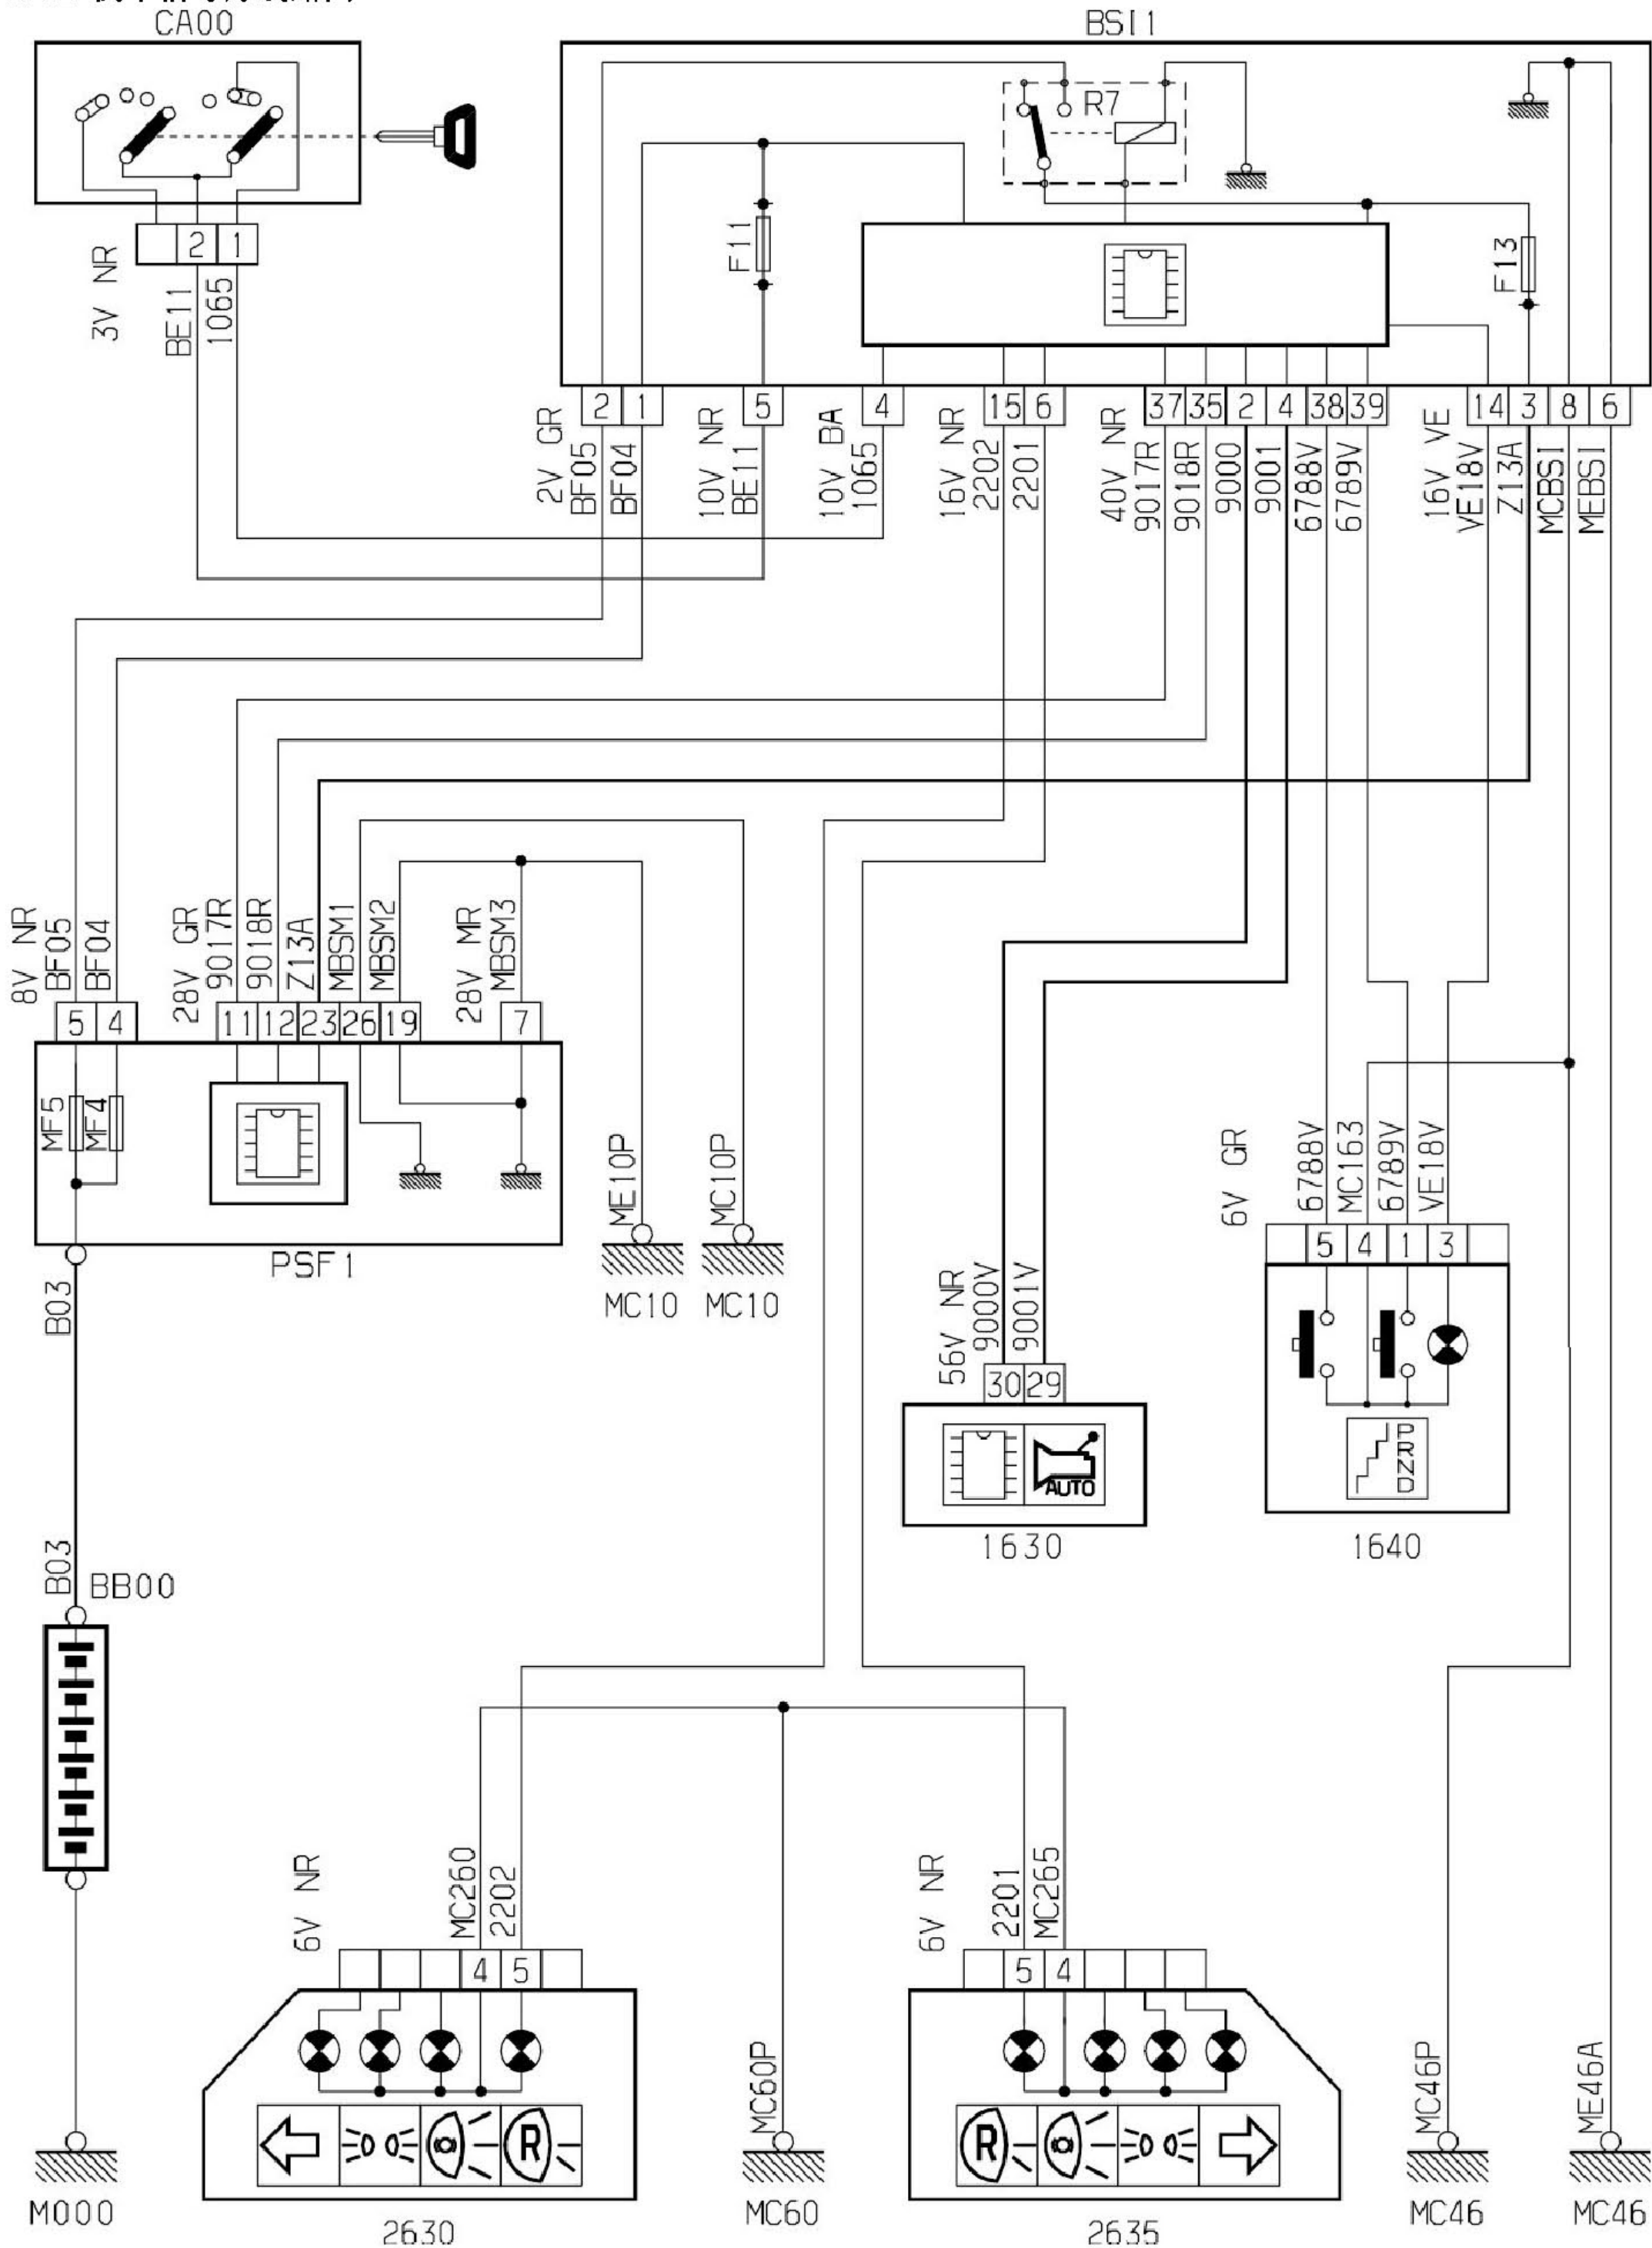 CA00
BSI1
R7
F11
F13
2
1
3V NR
BE11
1065
2
1
5
4
15
6
37
35
2
4
38
39
14
3
8
6
2V GR
BF05
BF04
10V NR
BE11
10V BA
1065
16V NR
2202
2201
40V NR
9017R
9018R
9000
9001
6788V
6789V
16V VE
VE18V
Z13A
MCBSI
MEBSI
8V NR
BF05
BF04
28V GR
9017R
9018R
Z13A
MBSM1
MBSM2
28V MR
MBSM3
5
4
11
12
23
26
19
7
MF5
MF4
PSF1
ME10P
MC10P
MC10
MC10
6V GR
6788V
MC163
6789V
VE18V
5
4
1
3
PRND
1640
56V NR
9000V
9001V
30
29
AUTO
1630
B03
B03
BB00
M000
6V NR
MC260
2202
4
5
R
2630
MC60P
MC60
6V NR
2201
MC265
5
4
R
2635
MC46P
MC46
ME46A
MC46